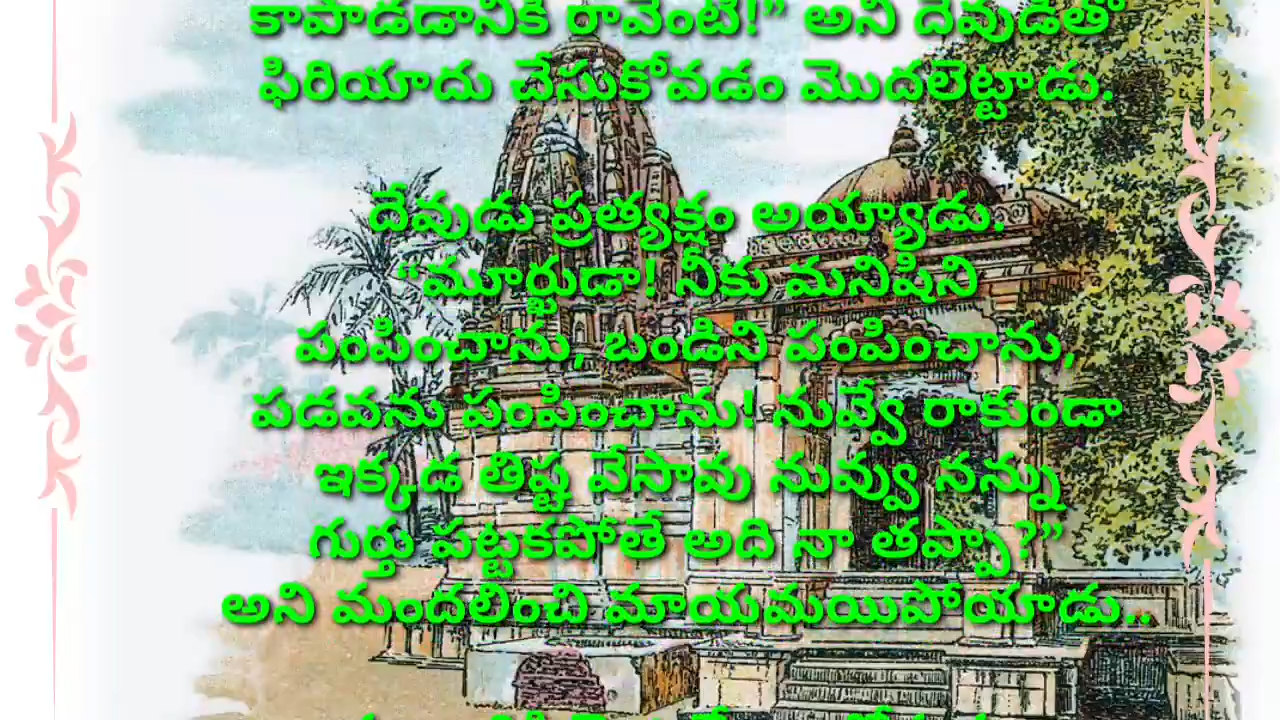 కాపాడడానికి రావేంటి!” అని దేవుడితో
ఫిరియాదు చేసుకోవడం మొదలెట్టాడు.
దేవుడు ప్రత్యక్షం అయ్యాడు.
“మూర్ఖుడా! నీకు మనిషిని
పంపించాను, బండిని పంపించాను,
పడవను పంపించాను! నువ్వే రాకుండా
ఇక్కడ తిష్ట వేసావు నువ్వు నన్ను
గుర్తు పట్టకపోతే అది నా తప్పా?”
అని మందలించి మాయమయిపోయాడు..